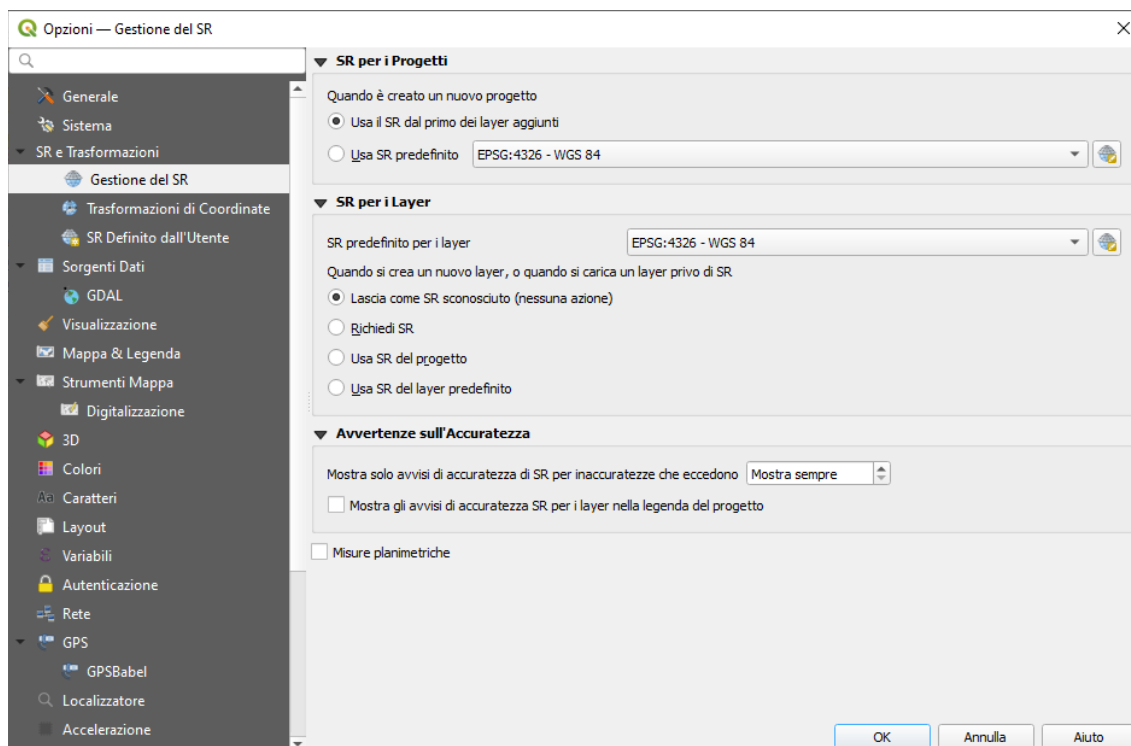 Opzioni — Gestione del SR
Generale
Sistema
SR e Trasformazioni
Gestione del SR
Trasformazioni di Coordinate
SR Definito dall'Utente
Sorgenti Dati
GDAL
Visualizzazione
Mappa & Legenda
Strumenti Mappa
Digitalizzazione
3D
Colori
Caratteri
Layout
Variabili
Autenticazione
Rete
GPS
GPSBabel
Localizzatore
Accelerazione
SR per i Progetti
Quando è creato un nuovo progetto
Usa il SR dal primo dei layer aggiunti
Usa SR predefinito EPSG:4326 - WGS 84
SR per i Layer
SR predefinito per i layer EPSG:4326 - WGS 84
Quando si crea un nuovo layer, o quando si carica un layer privo di SR
Lascia come SR sconosciuto (nessuna azione)
Richiedi SR
Usa SR del progetto
Usa SR del layer predefinito
Avvertenze sull'Accuratezza
Mostra solo avvisi di accuratezza di SR per inaccuratezze che eccedono Mostra sempre
Mostra gli avvisi di accuratezza SR per i layer nella legenda del progetto
Misure planimetriche
OK Annulla Aiuto